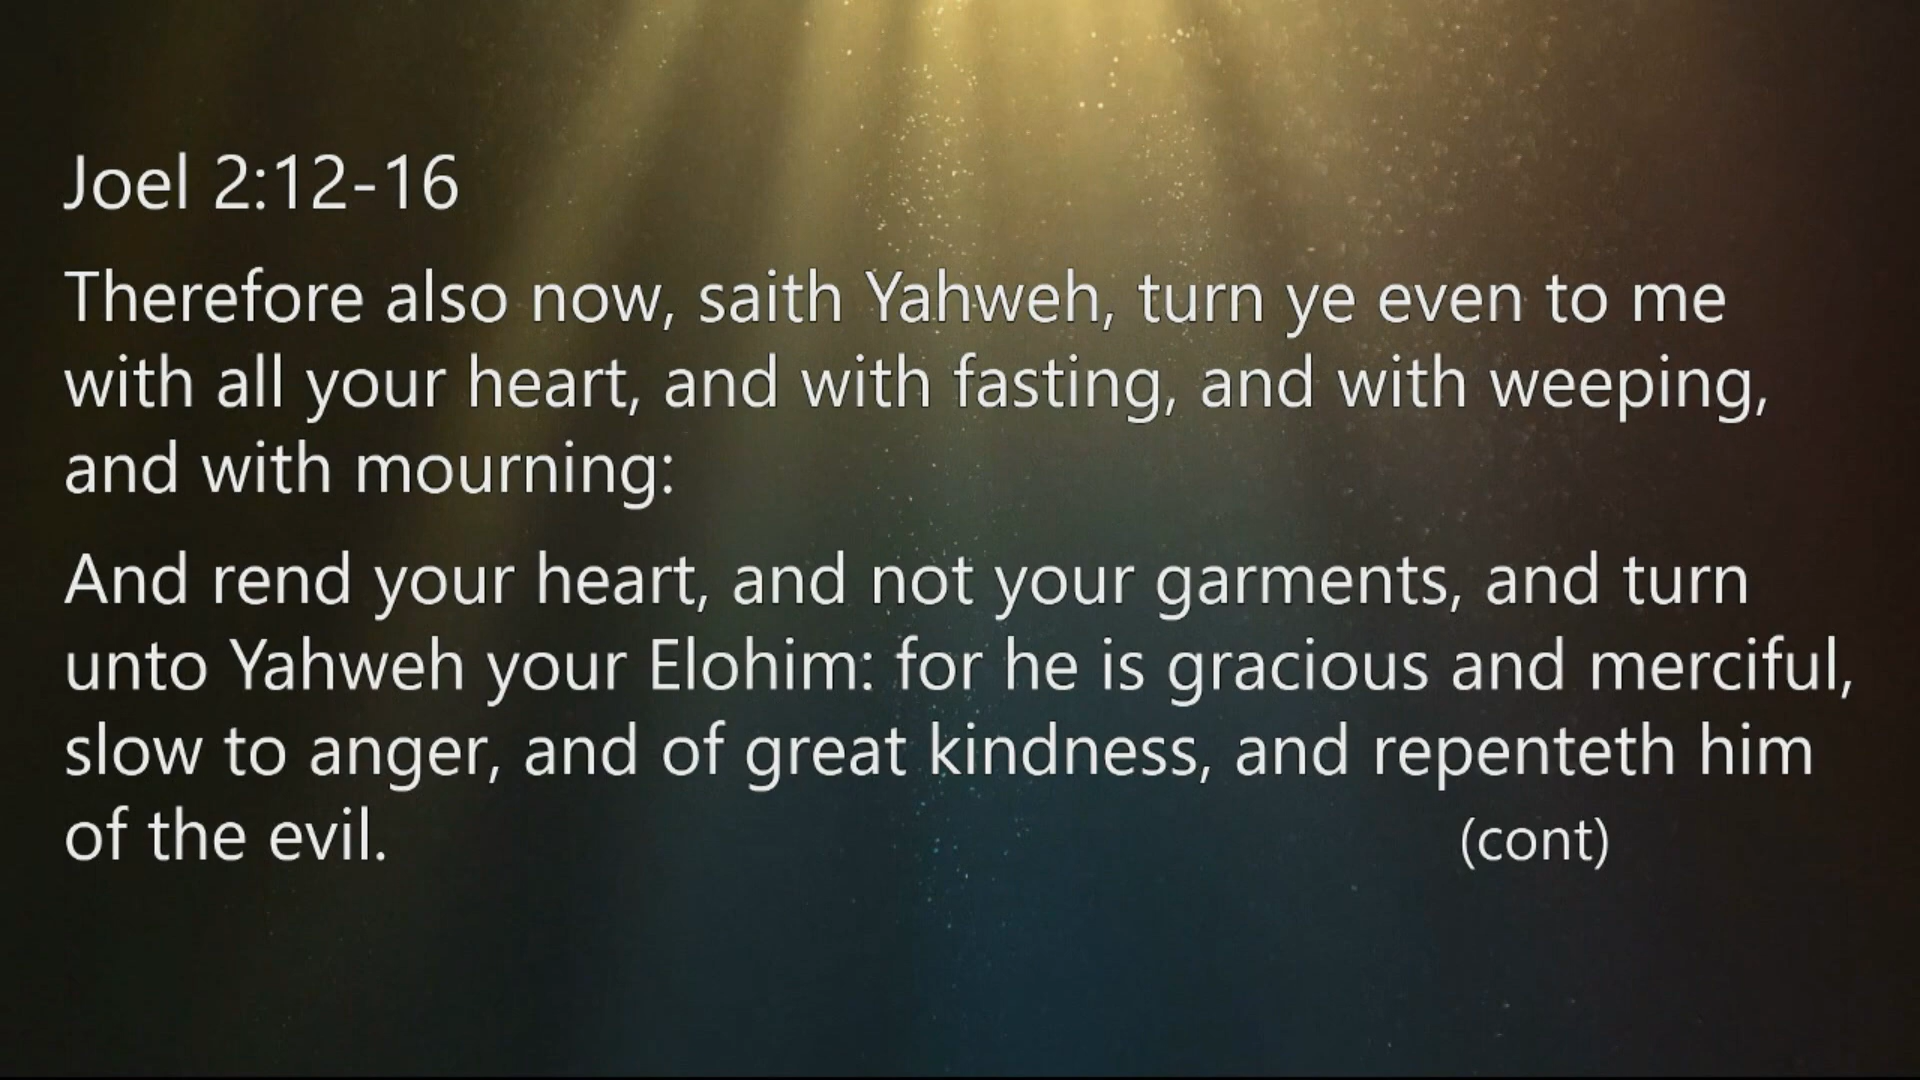 Joel 2:12-16
Therefore also now, saith Yahweh, turn ye even to me
with all your heart, and with fasting, and with weeping,
and with mourning:
And rend your heart, and not your garments, and turn
unto Yahweh your Elohim: for he is gracious and merciful,
slow to anger, and of great kindness, and repenteth him
of the evil. (cont)